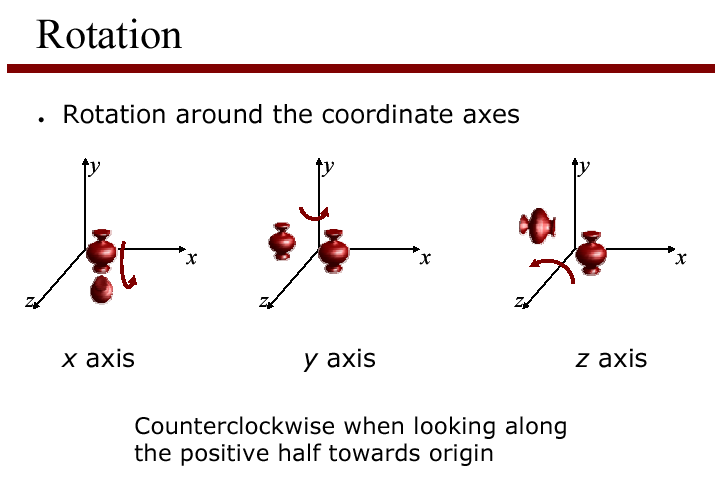 Rotation
• Rotation around the coordinate axes
y y y
x x x
z z z
x axis y axis z axis
Counterclockwise when looking along
the positive half towards origin